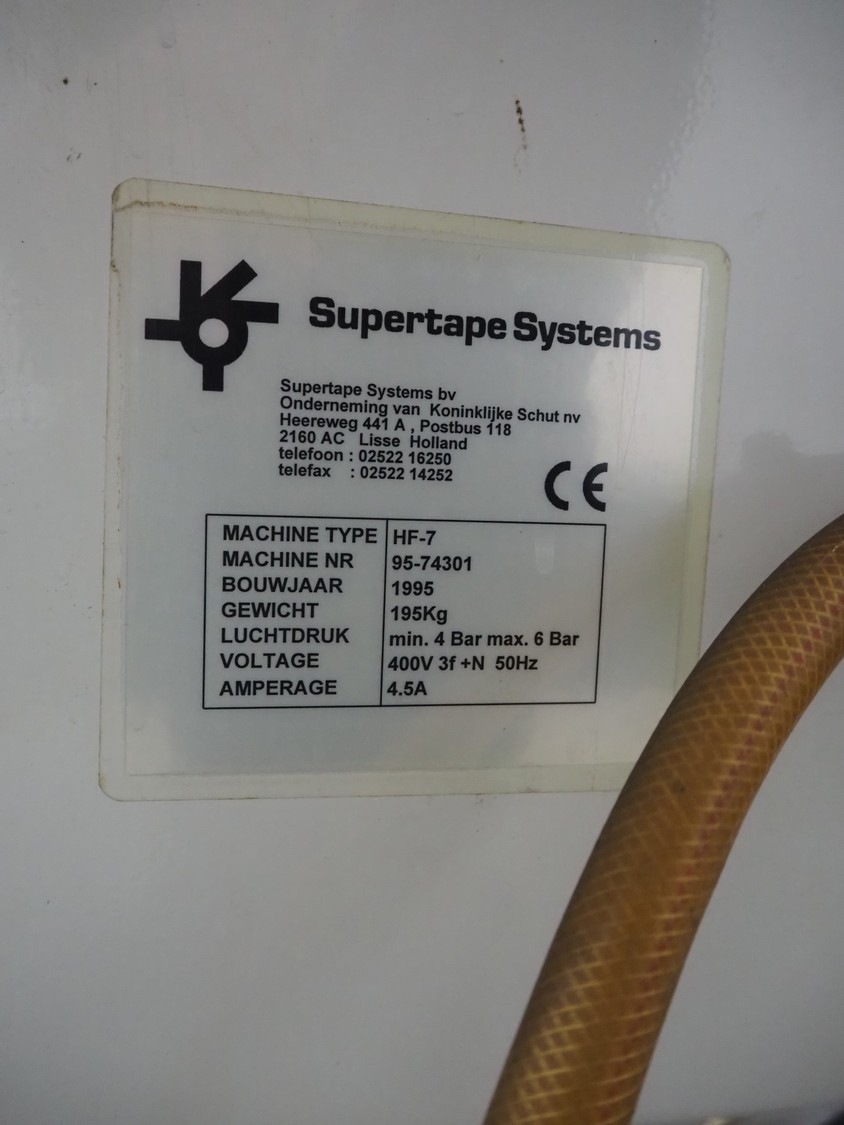 Supertape Systems
Supertape Systems bv
Onderneming van Koninklijke Schut nv
Heereweg 441 A , Postbus 118
2160 AC Lisse Holland
telefoon : 02522 16250
telefax : 02522 14252
CE
MACHINE TYPE HF-7
MACHINE NR 95-74301
BOUWJAAR 1995
GEWICHT 195Kg
LUCHTDRUK min. 4 Bar max. 6 Bar
VOLTAGE 400V 3f +N 50Hz
AMPERAGE 4.5A